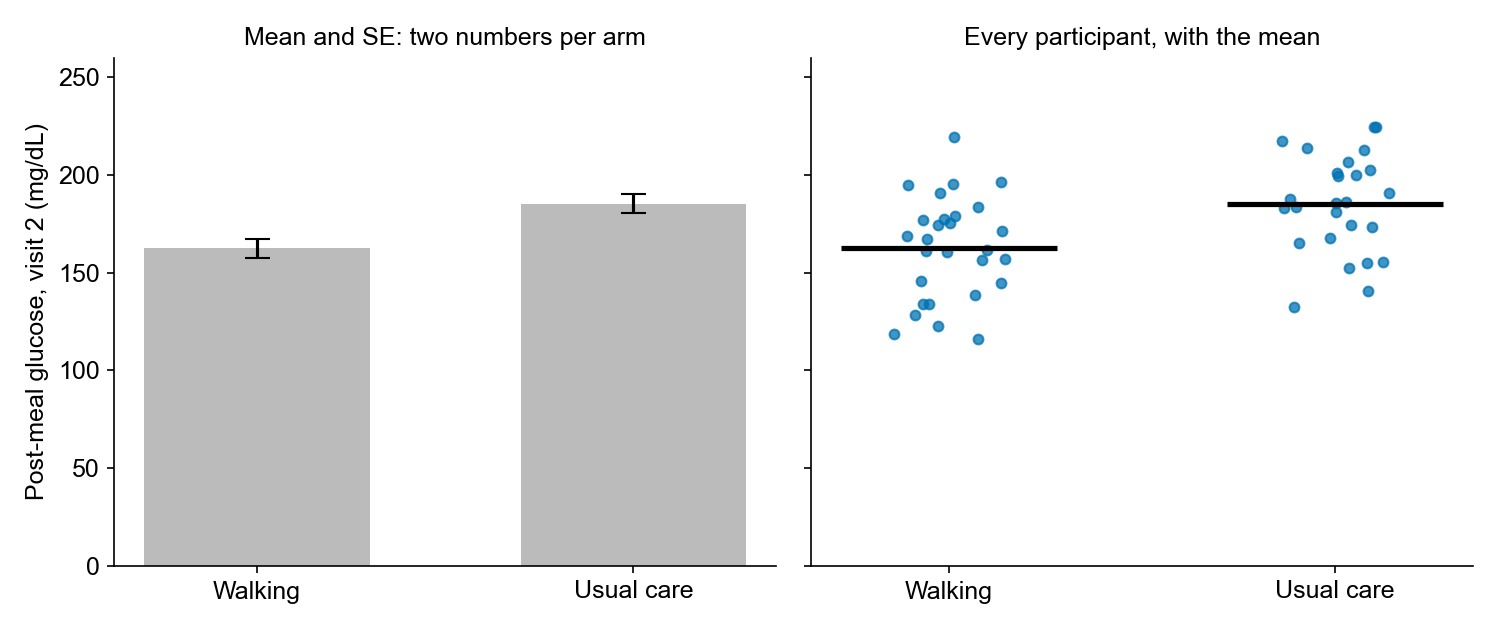 Mean and SE: two numbers per arm
Every participant, with the mean
Post-meal glucose, visit 2 (mg/dL)
250
200
150
100
50
0
Walking
Usual care
Walking
Usual care